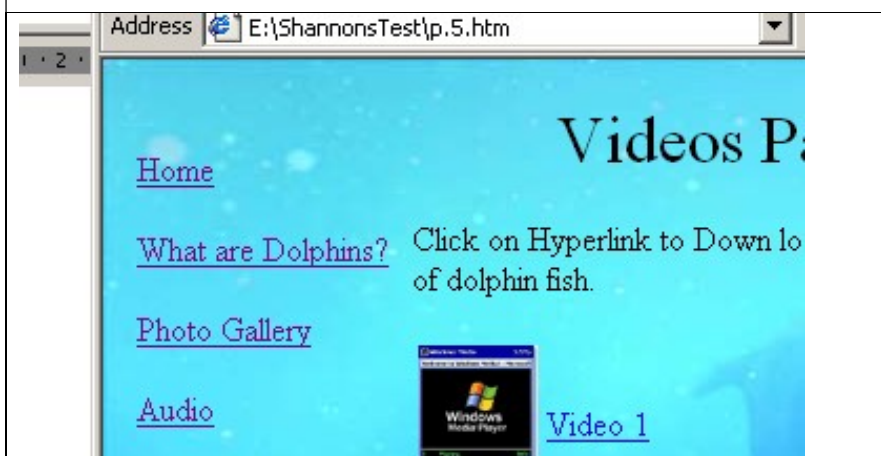 Address E:\ShannonsTest\p.5.htm
2
Videos Pa
Home
What are Dolphins?
Click on Hyperlink to Down lo
of dolphin fish.
Photo Gallery
Audio
Windows
Media Player
Video 1